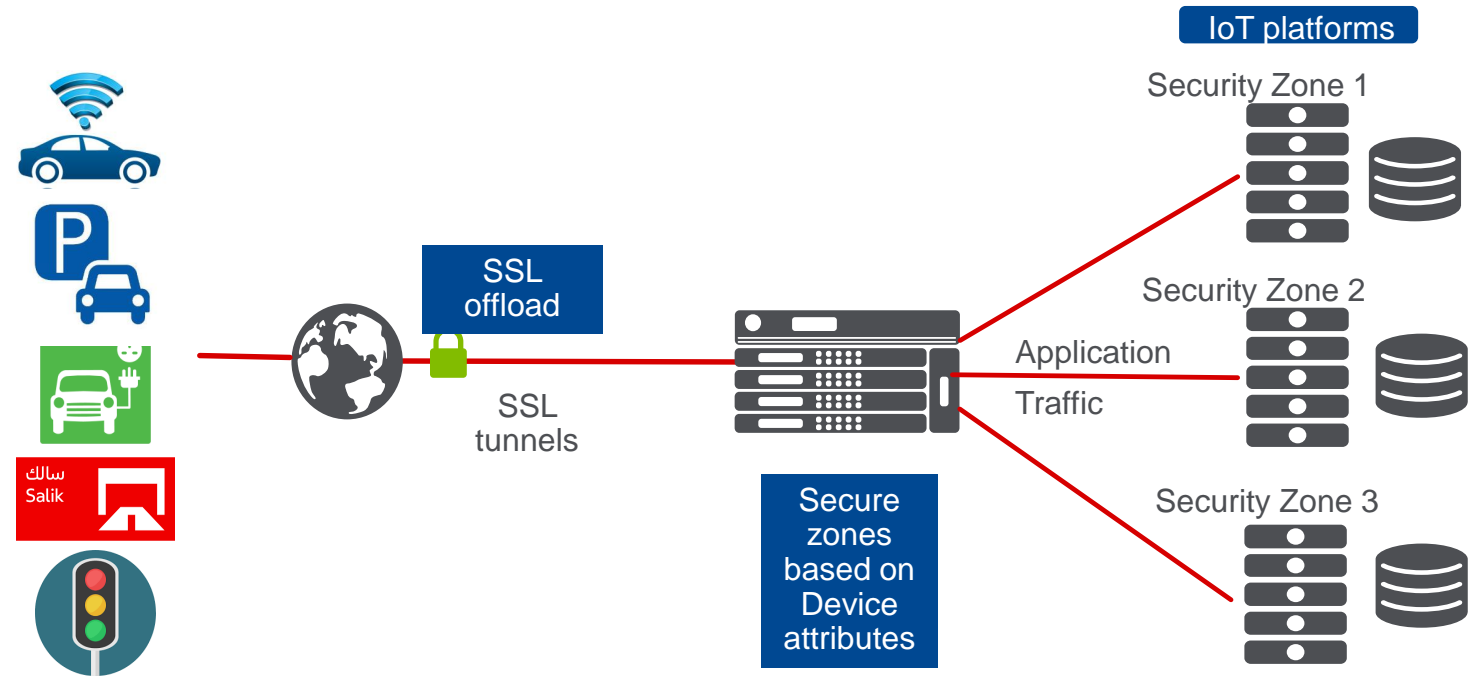 IoT platforms
Security Zone 1
P
SSL
offload
Security Zone 2
Application
Traffic
SSL
tunnels
سالك
Salik
Secure
zones
based on
Device
attributes
Security Zone 3